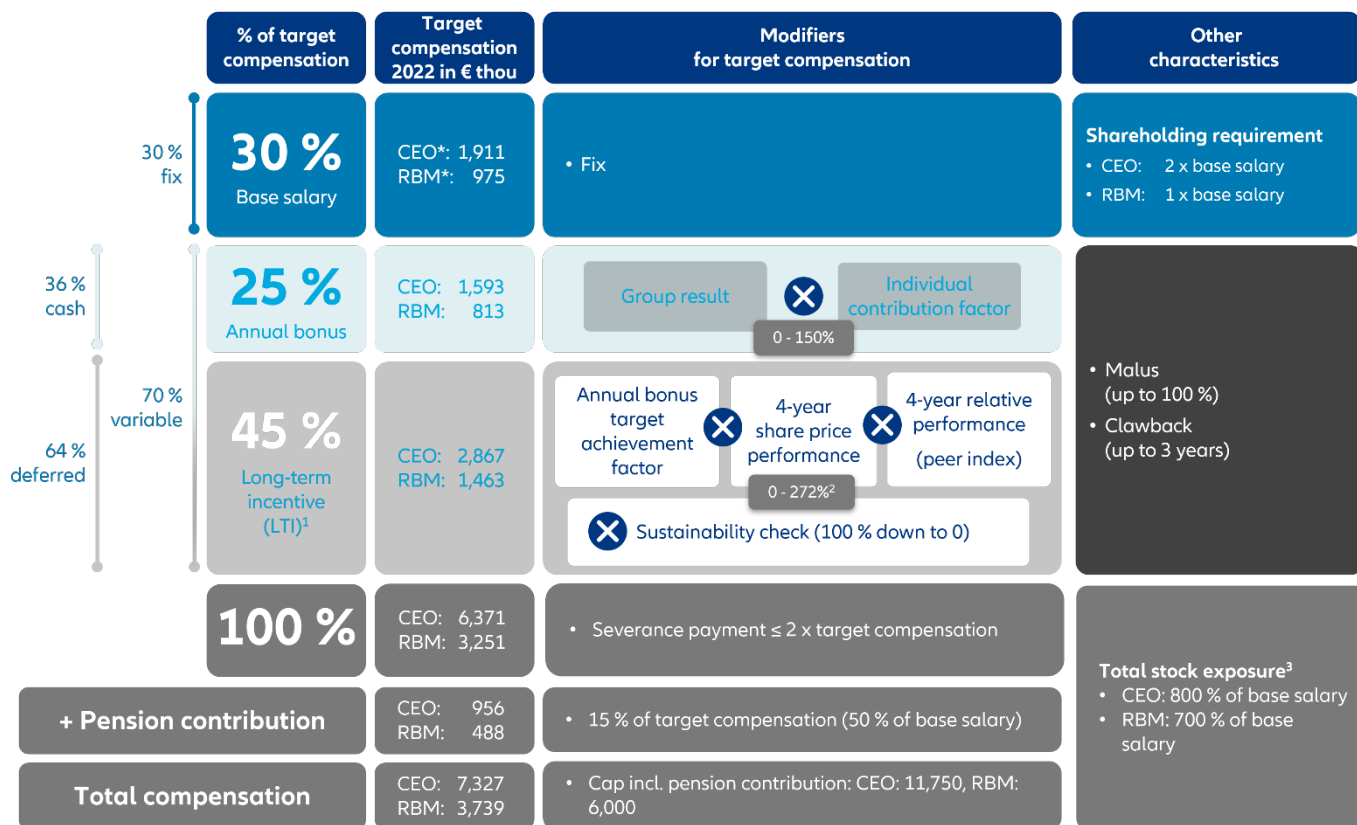 % of target
compensation
Target
compensation
2022 in € thou
Modifiers
for target compensation
Other
characteristics
30 %
fix
30 %
Base salary
CEO*: 1,911
RBM*: 975
• Fix
Shareholding requirement
• CEO: 2 x base salary
• RBM: 1 x base salary
36 %
cash
64 %
deferred
70 %
variable
25 %
Annual bonus
CEO: 1,593
RBM: 813
Group result
Individual
contribution factor
0 - 150%
45 %
Long-term
incentive
(LTI)¹
CEO: 2,867
RBM: 1,463
Annual bonus
target
achievement
factor
4-year
share price
performance
4-year relative
performance
(peer index)
0 - 272%²
Sustainability check (100 % down to 0)
• Malus
(up to 100 %)
• Clawback
(up to 3 years)
100 %
CEO: 6,371
RBM: 3,251
• Severance payment ≤ 2 x target compensation
Total stock exposure³
• CEO: 800 % of base salary
• RBM: 700 % of base
salary
+ Pension contribution
CEO: 956
RBM: 488
• 15 % of target compensation (50 % of base salary)
Total compensation
CEO: 7,327
RBM: 3,739
• Cap incl. pension contribution: CEO: 11,750, RBM:
6,000